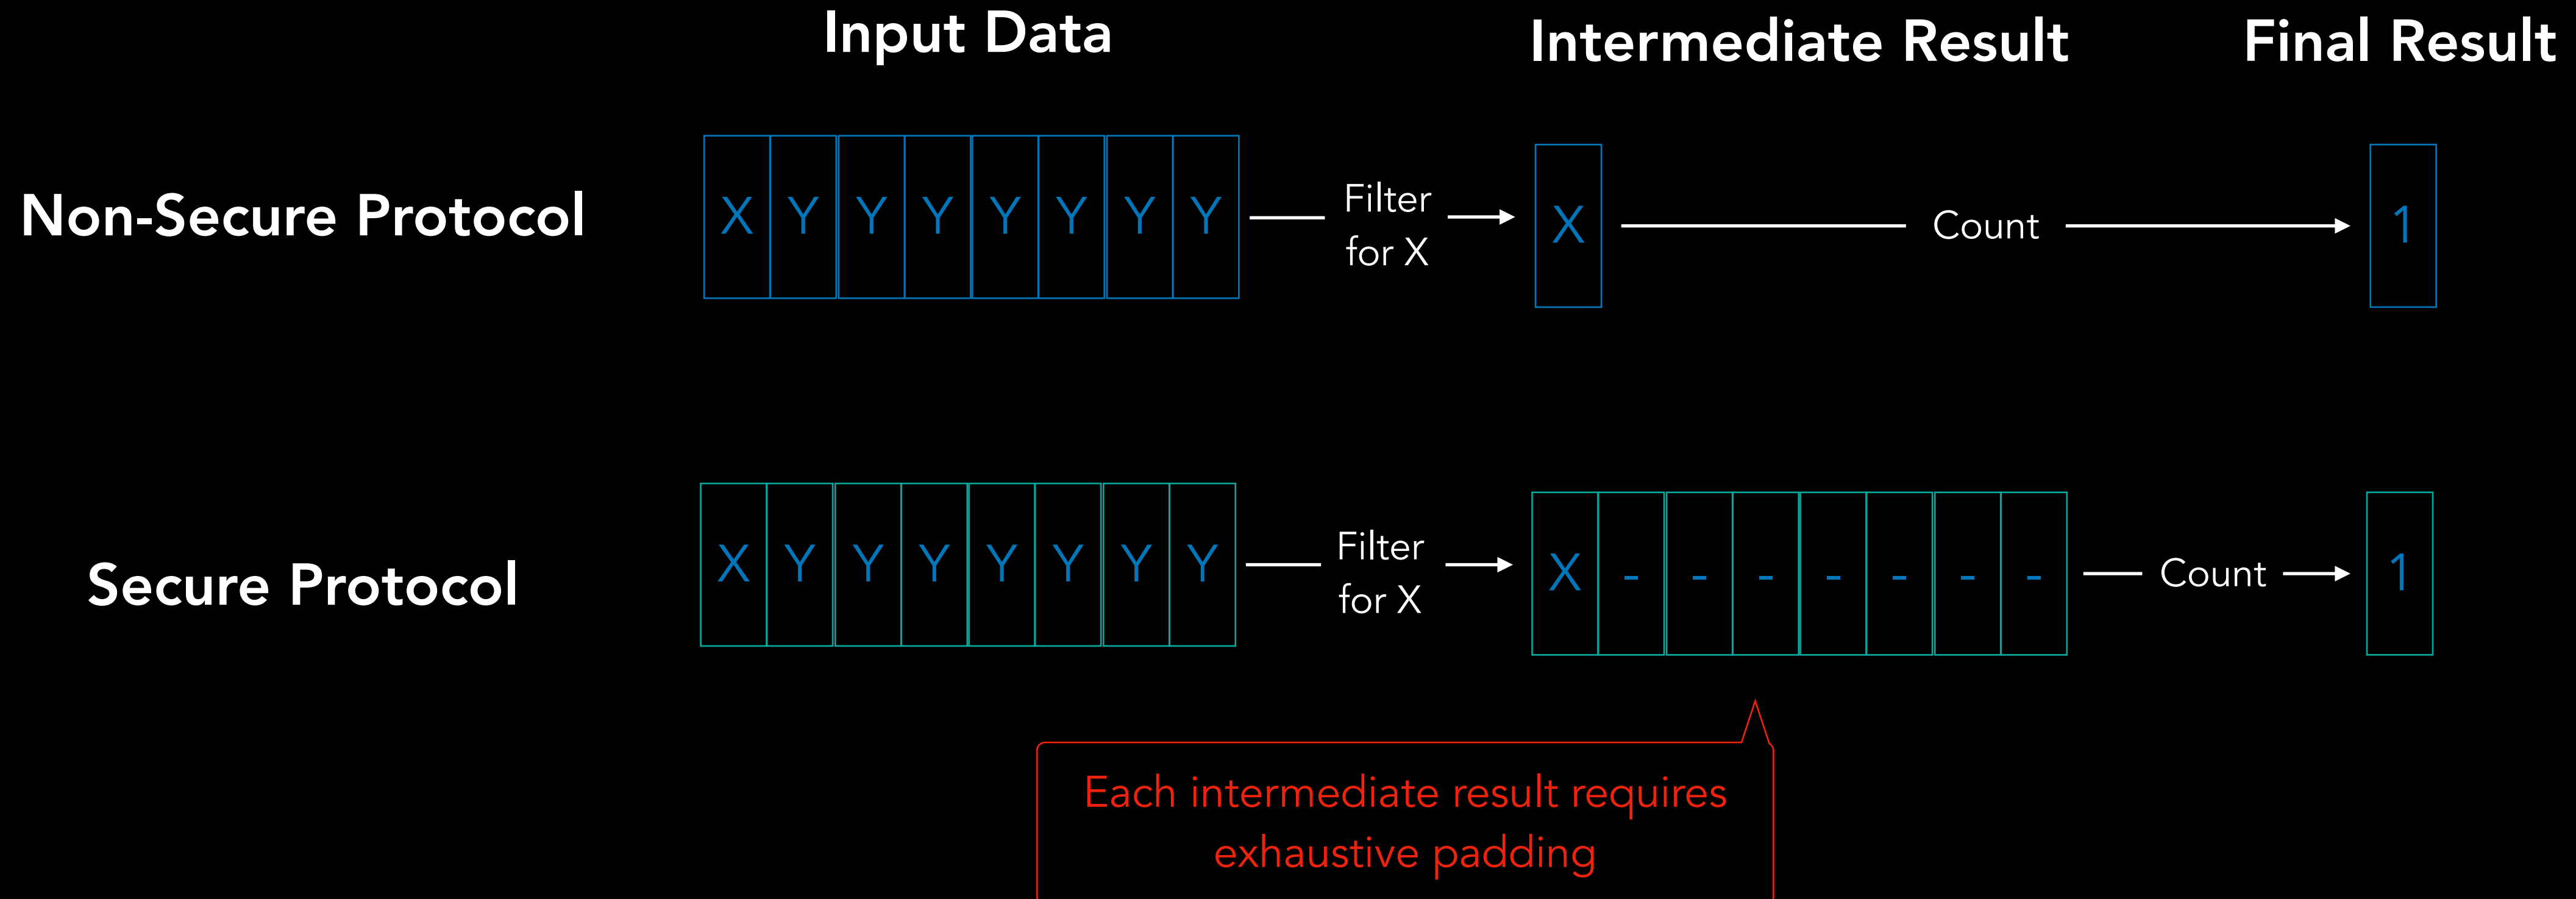 Input Data
Intermediate Result
Final Result
Non-Secure Protocol
X Y Y Y Y Y Y Y
Filter
for X
X
Count
1
Secure Protocol
X Y Y Y Y Y Y Y
Filter
for X
X - - - - - - -
Count
1
Each intermediate result requires
exhaustive padding